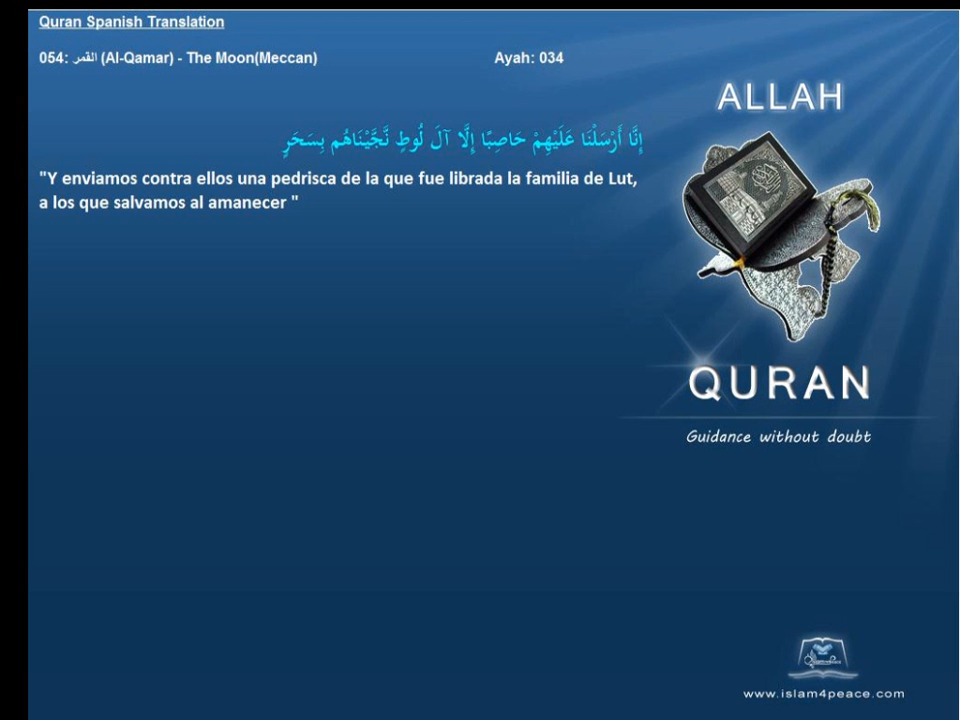 Quran Spanish Translation
054: القمر (Al-Qamar) - The Moon(Meccan) Ayah: 034
ALLAH
إِنَّا أَرْسَلْنَا عَلَيْهِمْ حَاصِبًا إِلَّا آلَ لُوطٍ نَّجَّيْنَاهُم بِسَحَرٍ
"Y enviamos contra ellos una pedrisca de la que fue librada la familia de Lut,
a los que salvamos al amanecer "
QURAN
Guidance without doubt
www.islam4peace.com